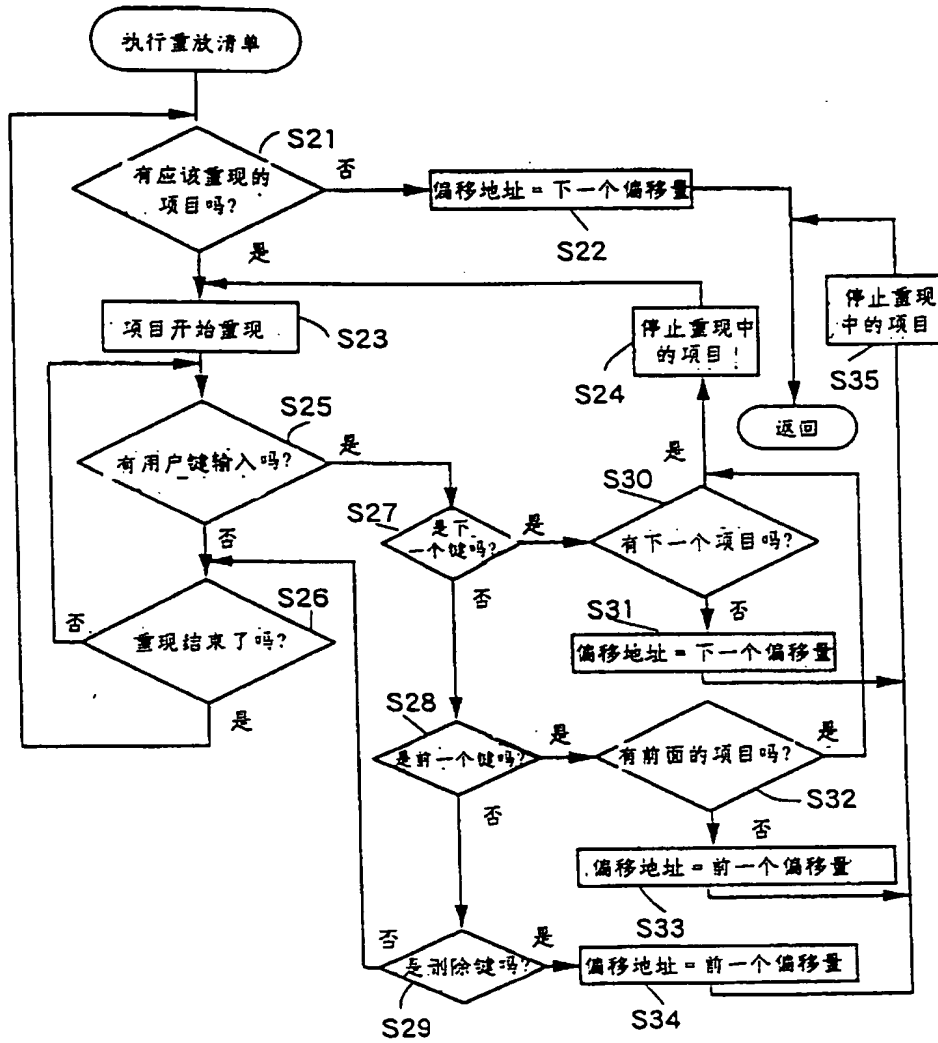 执行重放清单
S21
有应该重现的
项目吗?
否
偏移地址=下一个偏移量
S22
是
项目开始重现
S23
停止重现中
的项目!
S24
停止重现
中的项目
S35
返回
S25
有用户键输入吗?
是
否
S26
重现结束了吗?
否
是
S27
是下
一个键吗?
是
否
是
S30
有下一个项目吗?
否
S31
偏移地址=下一个偏移量
S28
是前一个键吗?
是
否
有前面的项目吗?
是
S32
否
偏移地址=前一个偏移量
S33
否
是删除键吗?
是
S29
偏移地址=前一个偏移量
S34